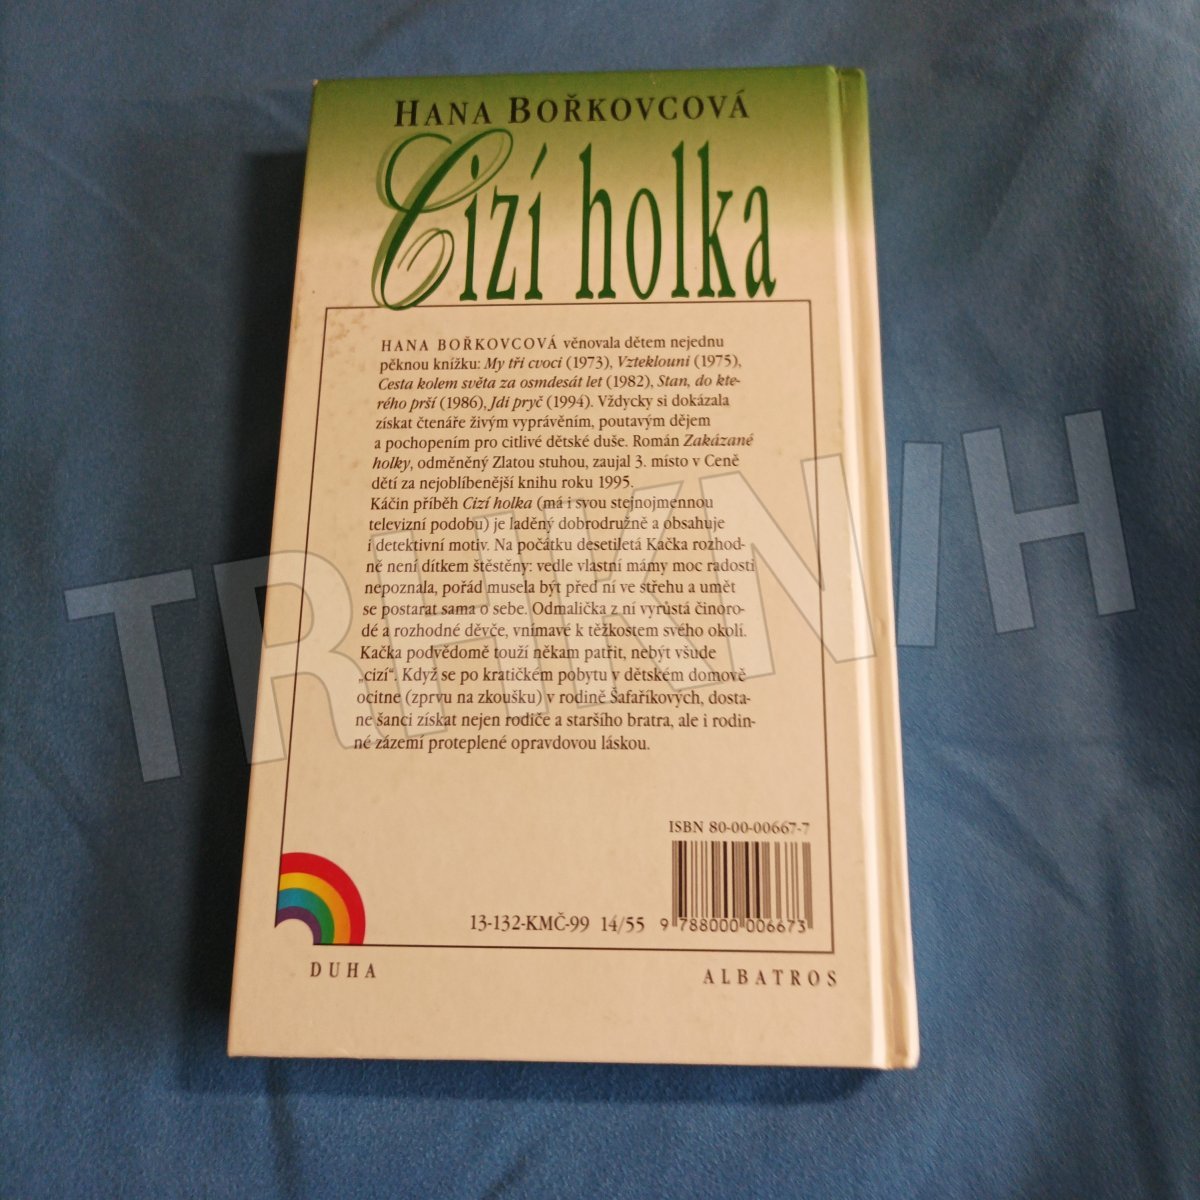 HANA BOŘKOVCOVÁ
Cizí holka
HANA BOŘKOVCOVÁ věnovala dětem nejednu
pěknou knížku: My tři cvoci (1973), Vzteklouni (1975),
Cesta kolem světa za osmdesát let (1982), Stan, do kte-
rého prší (1986), Jdi pryč (1994). Vždycky si dokázala
získat čtenáře živým vyprávěním, poutavým dějem
a pochopením pro citlivé dětské duše. Román Zakázané
holky, odměněný Zlatou stuhou, zaujal 3. místo v Ceně
dětí za nejoblíbenější knihu roku 1995.
Káčin příběh Cizí holka (má i svou stejnojmennou
televizní podobu) je laděný dobrodružně a obsahuje
i detektivní motiv. Na počátku desetiletá Kačka rozhod-
ně není dítkem štěstěny: vedle vlastní mámy moc radosti
nepoznala, pořád musela být před ní ve střehu a umět
se postarat sama o sebe. Odmalička z ní vyrůstá činoro-
dé a rozhodné děvče, vnímavé k těžkostem svého okolí.
Kačka podvědomě touží někam patřit, nebýt všude
„cizí“. Když se po kratičkém pobytu v dětském domově
ocitne (zprvu na zkoušku) v rodině Šafaříkových, dosta-
ne šanci získat nejen rodiče a staršího bratra, ale i rodin-
né zázemí proteplené opravdovou láskou.
ISBN 80-00-00667-7
13-132-KMČ-99 14/55
9 788000 006673
DUHA
ALBATROS
TRHKNIH